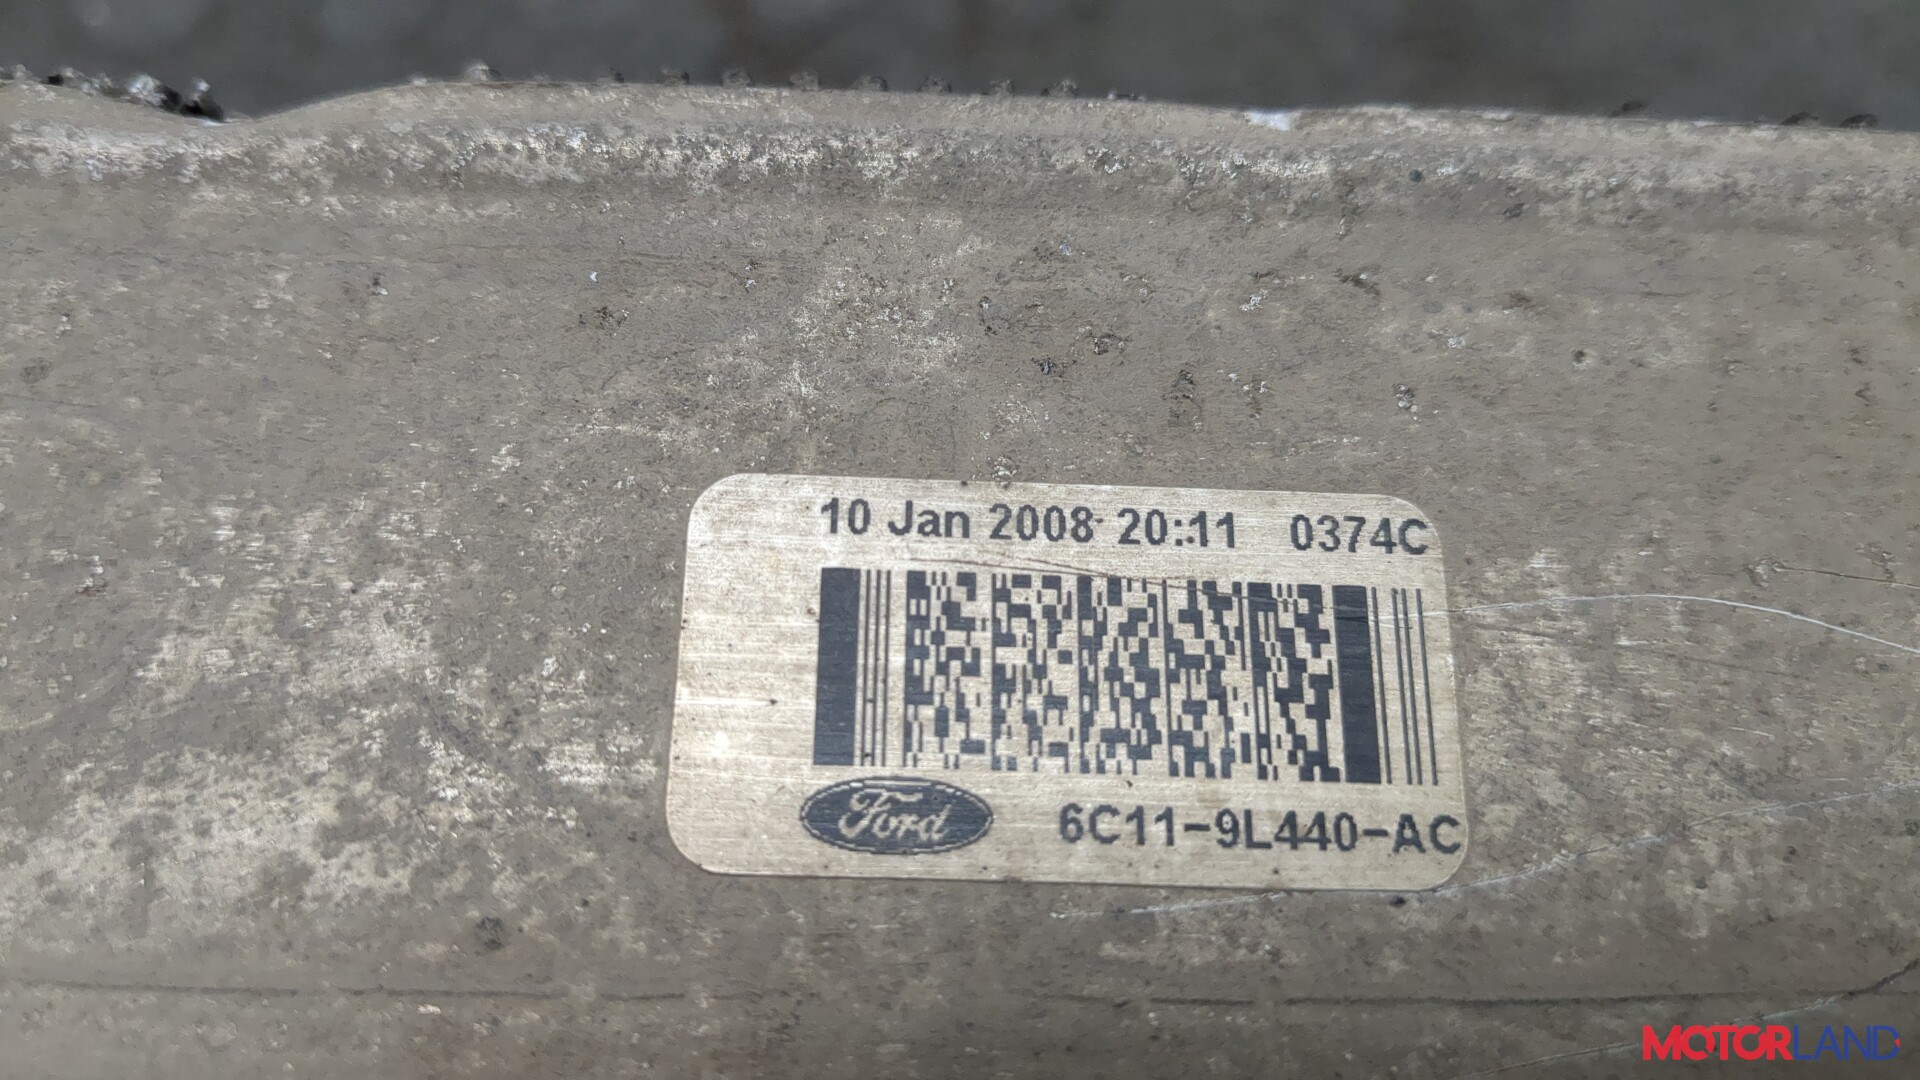 10 Jan 2008 20:11 0374C
Ford
6C11-9L440-AC
MOTORLAND